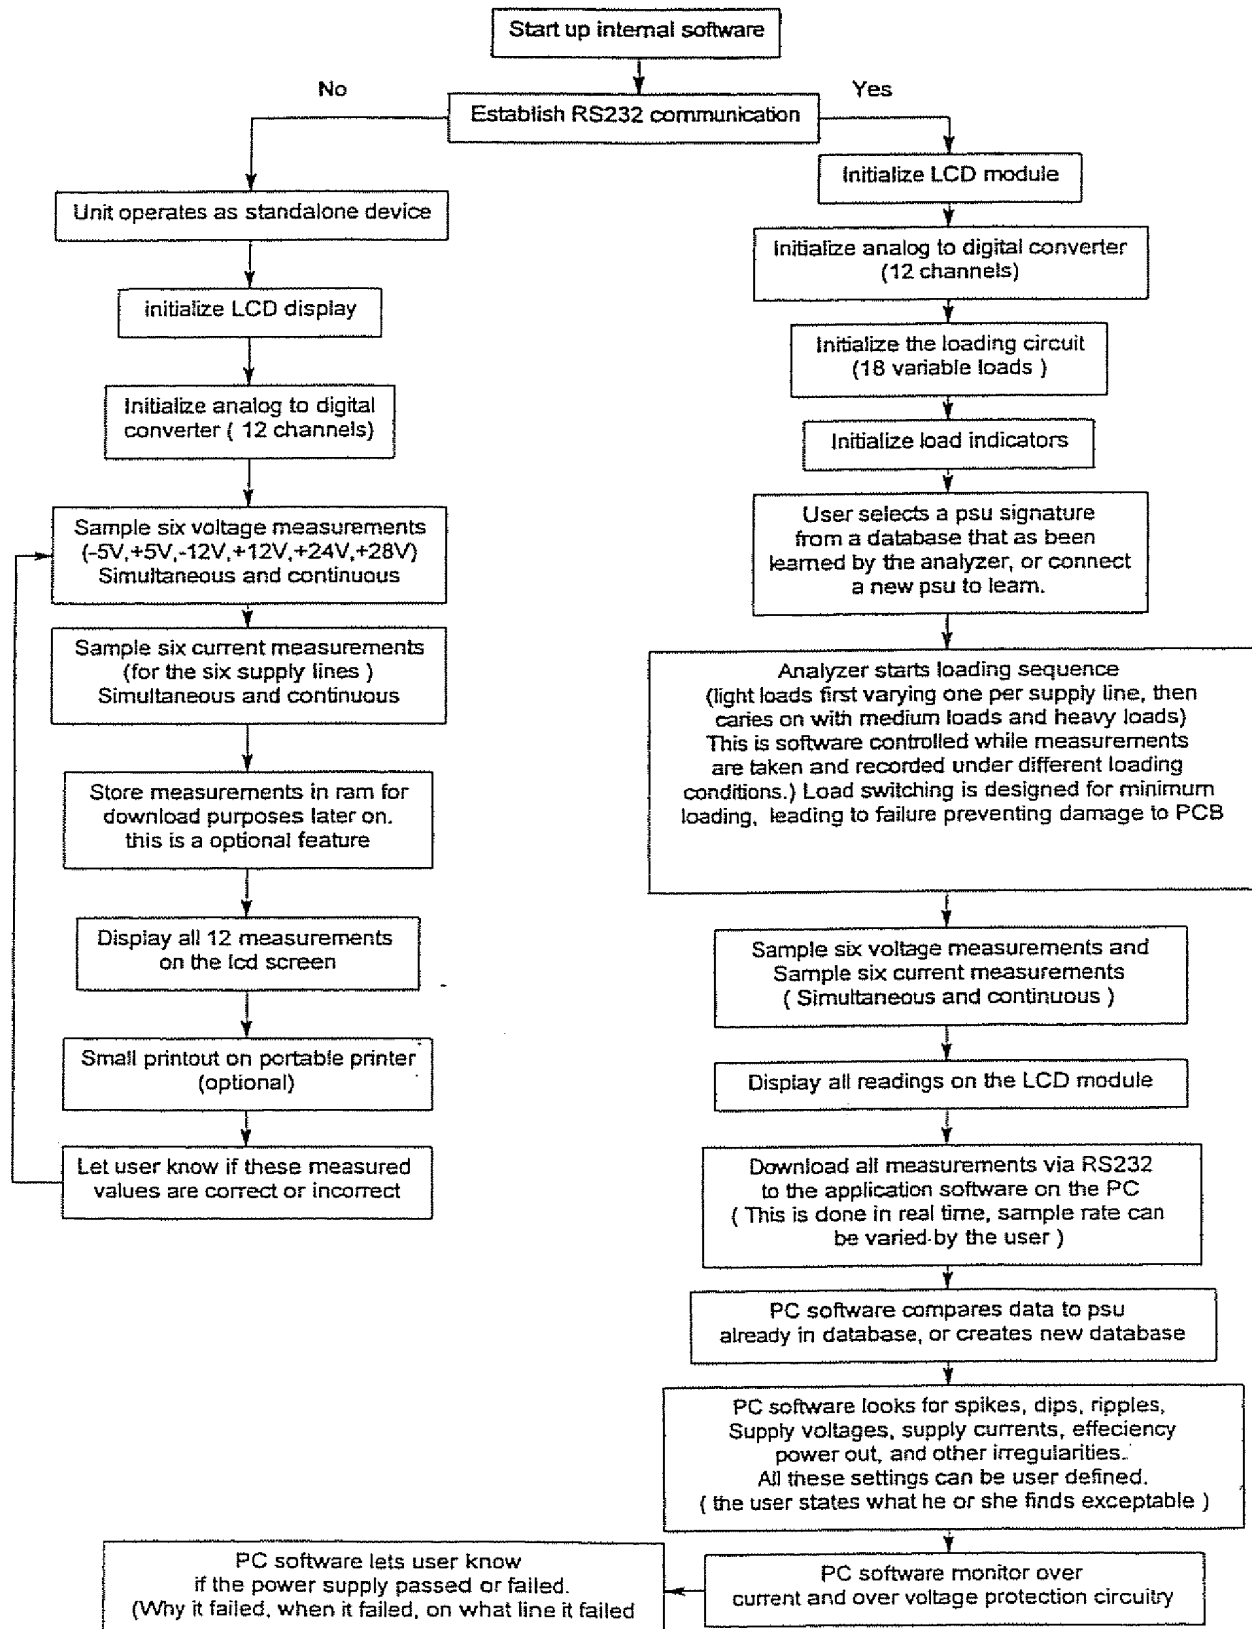 Start up internal software
No
Yes
Establish RS232 communication
Unit operates as standalone device
initialize LCD display
Initialize analog to digital
converter ( 12 channels)
Sample six voltage measurements
(-5V,+5V,-12V,+12V,+24V,+28V)
Simultaneous and continuous
Sample six current measurements
(for the six supply lines )
Simultaneous and continuous
Store measurements in ram for
download purposes later on.
this is a optional feature
Display all 12 measurements
on the lcd screen
Small printout on portable printer
(optional)
Let user know if these measured
values are correct or incorrect
Initialize LCD module
Initialize analog to digital converter
(12 channels)
Initialize the loading circuit
(18 variable loads )
Initialize load indicators
User selects a psu signature
from a database that as been
learned by the analyzer, or connect
a new psu to learn.
Analyzer starts loading sequence
(light loads first varying one per supply line, then
caries on with medium loads and heavy loads)
This is software controlled while measurements
are taken and recorded under different loading
conditions.) Load switching is designed for minimum
loading, leading to failure preventing damage to PCB
Sample six voltage measurements and
Sample six current measurements
( Simultaneous and continuous )
Display all readings on the LCD module
Download all measurements via RS232
to the application software on the PC
( This is done in real time, sample rate can
be varied by the user )
PC software compares data to psu
already in database, or creates new database
PC software looks for spikes, dips, ripples,
Supply voltages, supply currents, effeciency
power out, and other irregularities.
All these settings can be user defined.
( the user states what he or she finds exceptable )
PC software monitor over
current and over voltage protection circuitry
PC software lets user know
if the power supply passed or failed.
(Why it failed, when it failed, on what line it failed